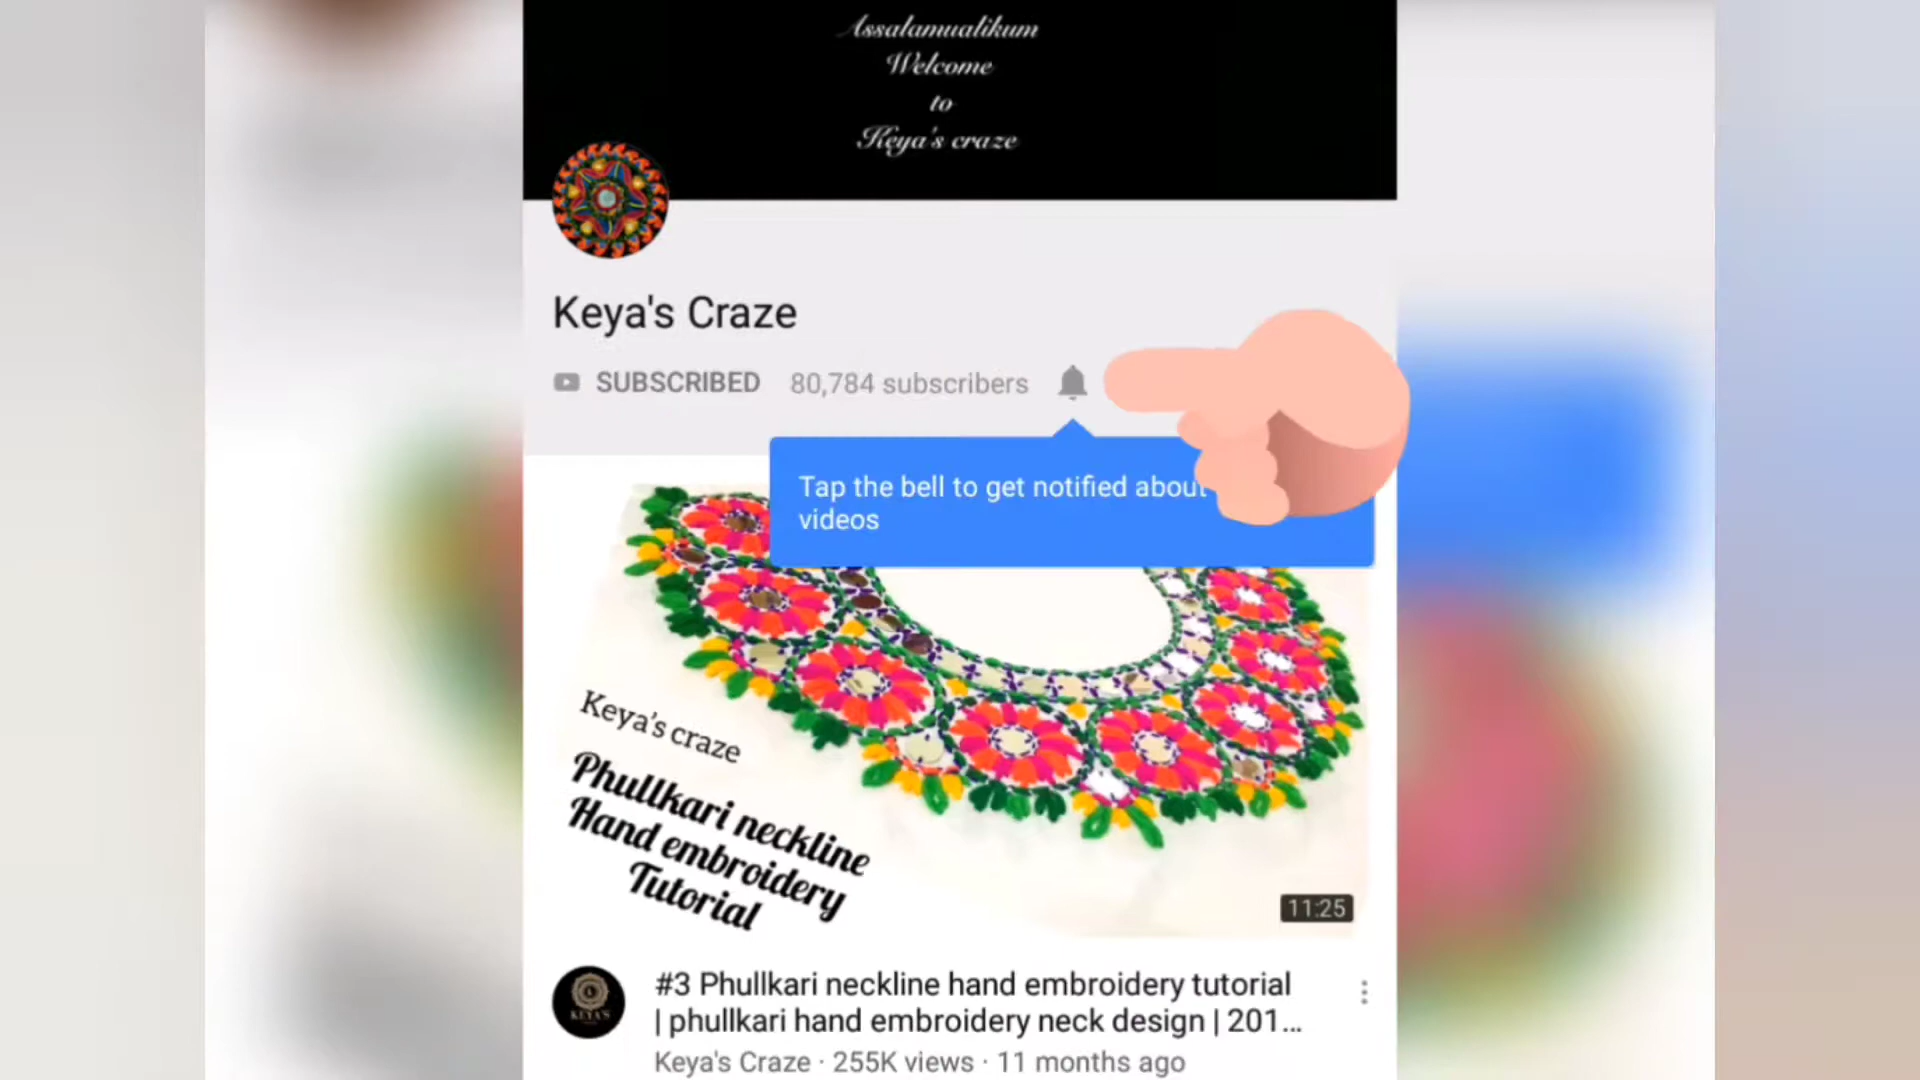 Assalamualikum
Welcome
to
Keya's craze
Keya's Craze
SUBSCRIBED 80,784 subscribers
Tap the bell to get notified about
videos
Keya's craze
Phullkari neckline
Hand embroidery
Tutorial
11:25
KEYA'S
#3 Phullkari neckline hand embroidery tutorial
| phullkari hand embroidery neck design | 201...
Keya's Craze · 255K views · 11 months ago